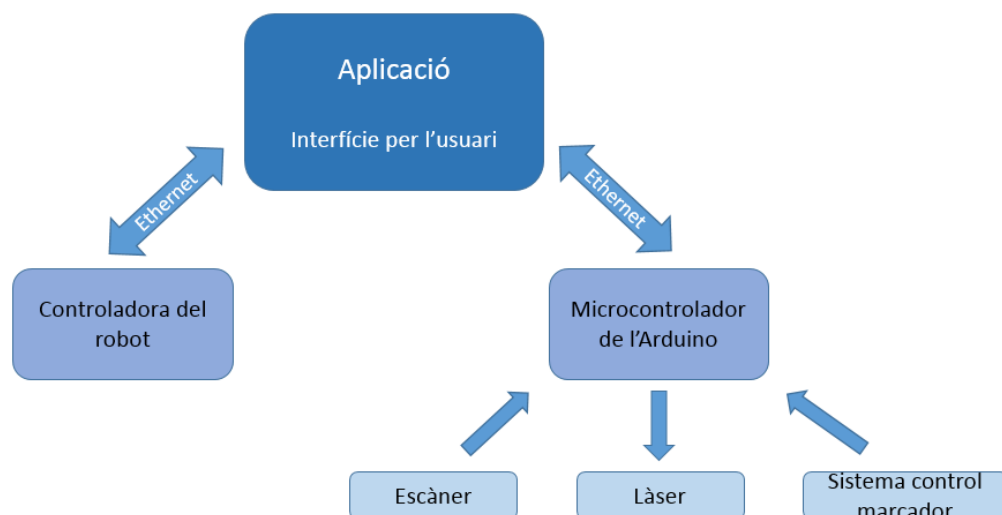 Aplicació
Interfície per l'usuari
Ethernet
Ethernet
Controladora del
robot
Microcontrolador
de l'Arduino
Escàner
Làser
Sistema control
marcador